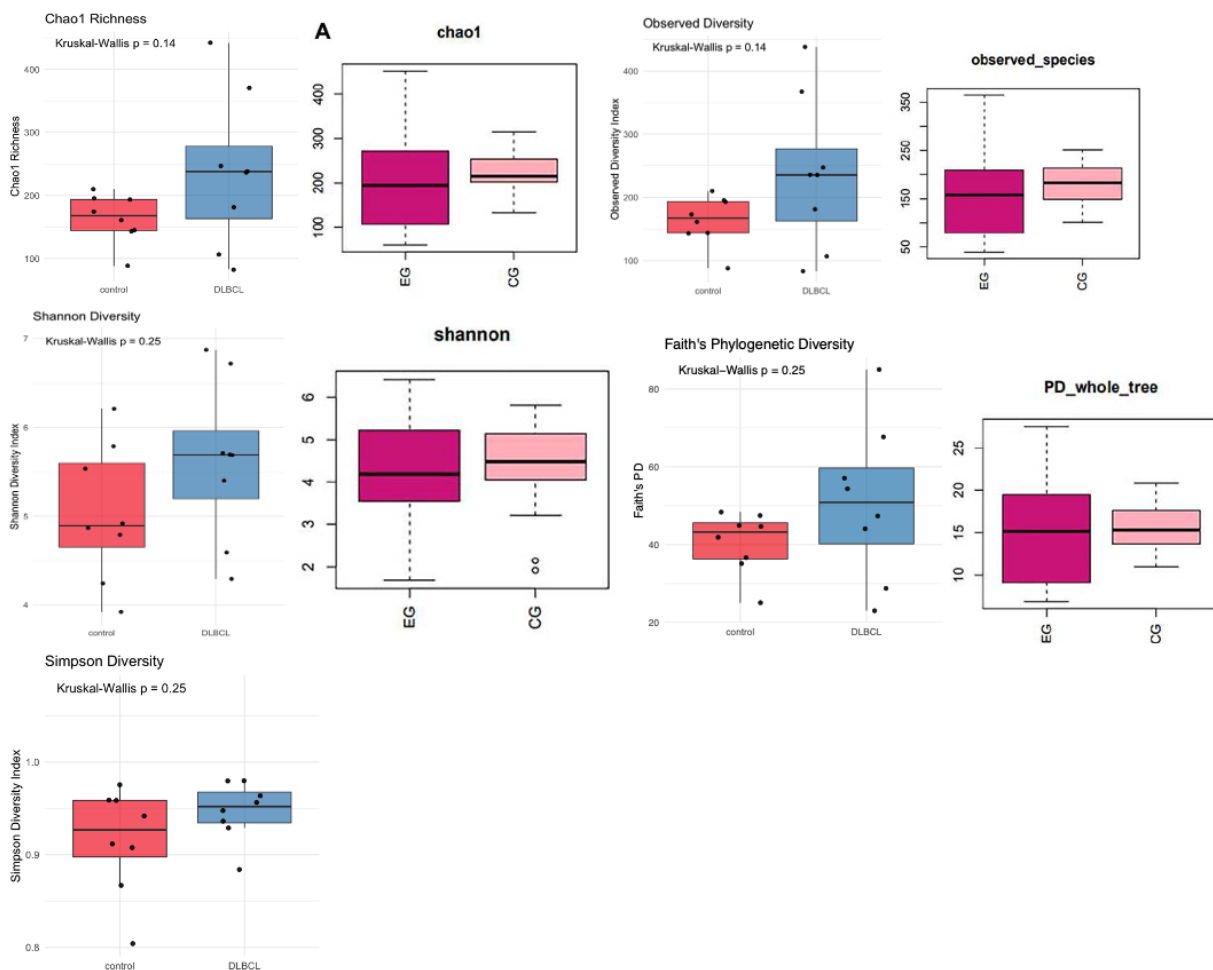 Chao1 Richness
Kruskal-Wallis p = 0.14
Chao1 Richness
400
300
200
100
control
DLBCL
A
chao1
400
300
200
100
EG
CG
Observed Diversity
Kruskal-Wallis p = 0.14
Observed Diversity Index
400
300
200
100
control
DLBCL
observed_species
350
250
150
50
EG
CG
Shannon Diversity
Kruskal-Wallis p = 0.25
Shannon Diversity Index
7
6
5
4
control
DLBCL
shannon
6
5
4
3
2
EG
CG
Faith's Phylogenetic Diversity
Kruskal-Wallis p = 0.25
Faith's PD
80
60
40
20
control
DLBCL
PD_whole_tree
25
20
15
10
EG
CG
Simpson Diversity
Kruskal-Wallis p = 0.25
Simpson Diversity Index
1.0
0.9
0.8
control
DLBCL